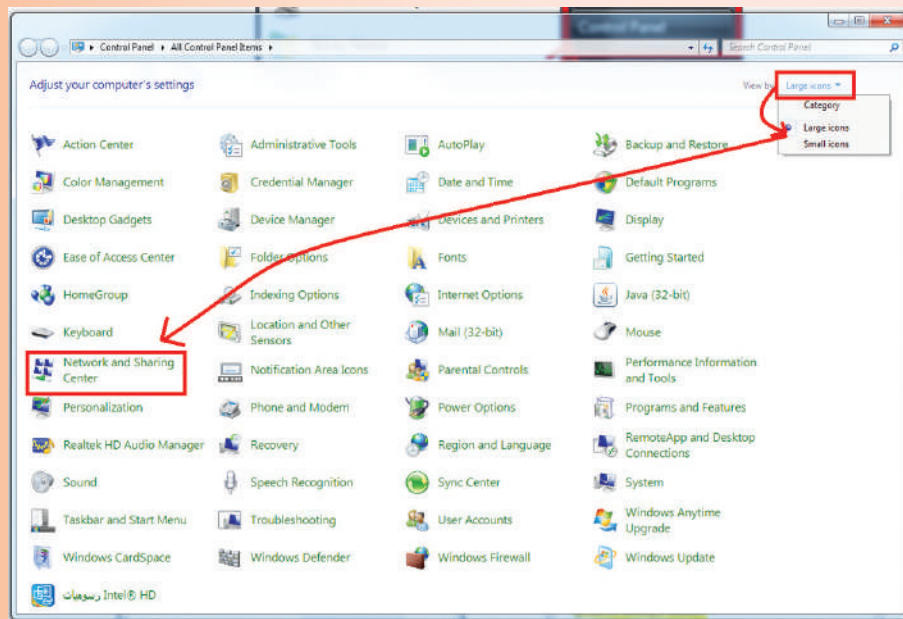 Control Panel
Control Panel ▸ All Control Panel Items ▸
Search Control Panel
Adjust your computer's settings
View by:
Large icons
Category
Large icons
Small icons
Action Center
Administrative Tools
AutoPlay
Backup and Restore
Color Management
Credential Manager
Date and Time
Default Programs
Desktop Gadgets
Device Manager
Devices and Printers
Display
Ease of Access Center
Folder Options
Fonts
Getting Started
HomeGroup
Indexing Options
Internet Options
Java (32-bit)
Keyboard
Location and Other
Sensors
Mail (32-bit)
Mouse
Network and Sharing
Center
Notification Area Icons
Parental Controls
Performance Information
and Tools
Personalization
Phone and Modem
Power Options
Programs and Features
Realtek HD Audio Manager
Recovery
Region and Language
RemoteApp and Desktop
Connections
Sound
Speech Recognition
Sync Center
System
Taskbar and Start Menu
Troubleshooting
User Accounts
Windows Anytime
Upgrade
Windows CardSpace
Windows Defender
Windows Firewall
Windows Update
رسوميات Intel® HD